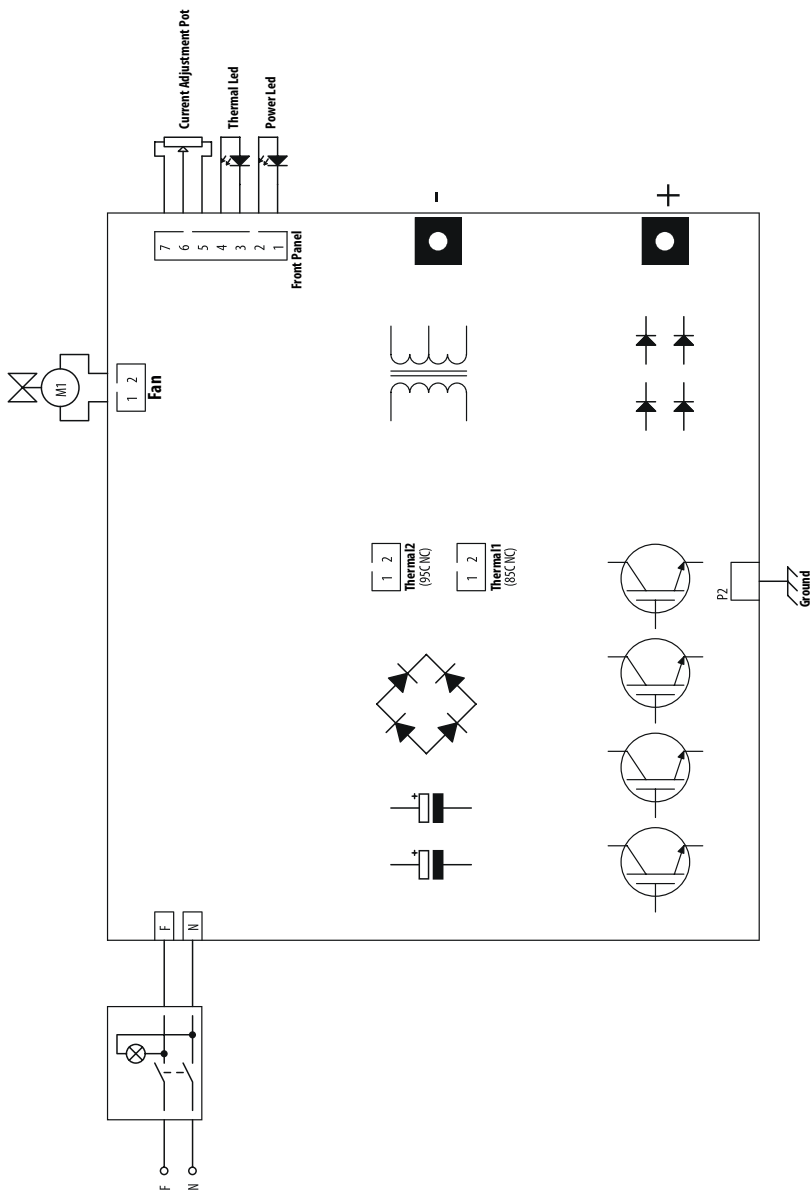 Current Adjustment Pot
Thermal Led
Power Led
7
6
5
4
3
2
1
Front Panel
-
+
M1
1 2
Fan
1 2
Thermal2
(95C NC)
1 2
Thermal1
(85C NC)
P2
Ground
+
+
F
N
F
N